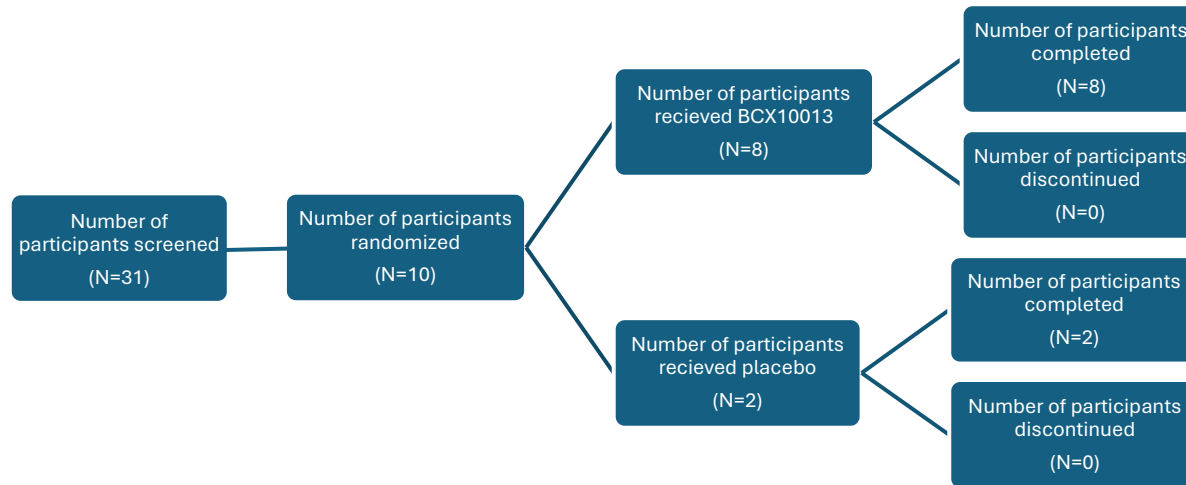 Number of
participants screened
(N=31)
Number of participants
randomized
(N=10)
Number of participants
recieved BCX10013
(N=8)
Number of participants
completed
(N=8)
Number of participants
discontinued
(N=0)
Number of participants
recieved placebo
(N=2)
Number of participants
completed
(N=2)
Number of participants
discontinued
(N=0)